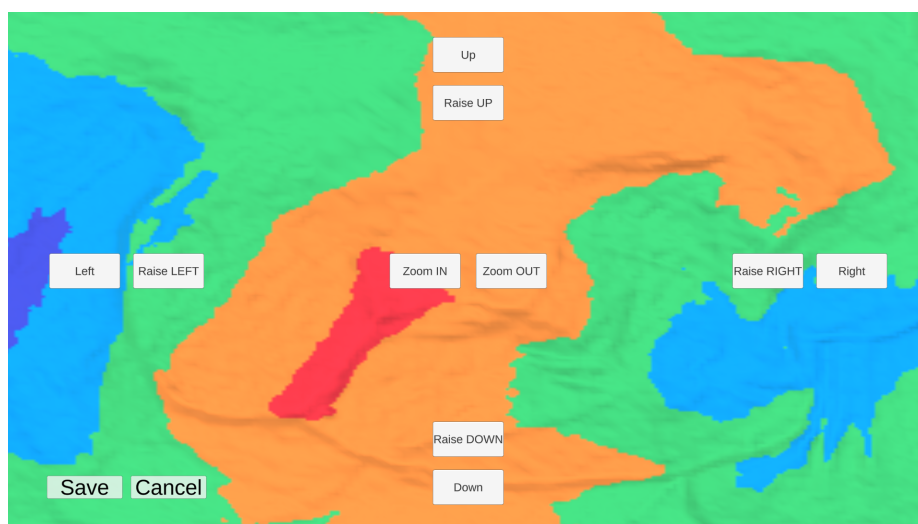 Up
Raise UP
Left
Raise LEFT
Zoom IN
Zoom OUT
Raise RIGHT
Right
Raise DOWN
Down
Save
Cancel